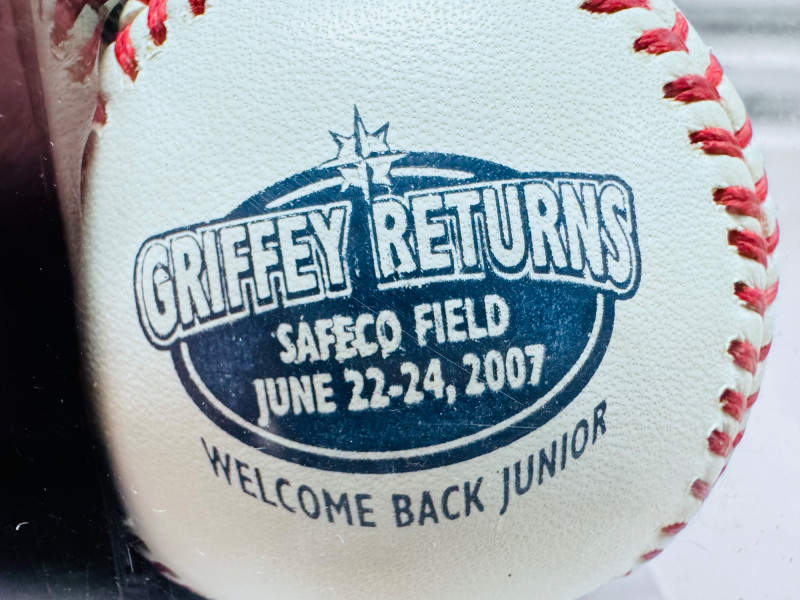 GRIFFEY RETURNS
SAFECO FIELD
JUNE 22-24, 2007
WELCOME BACK JUNIOR